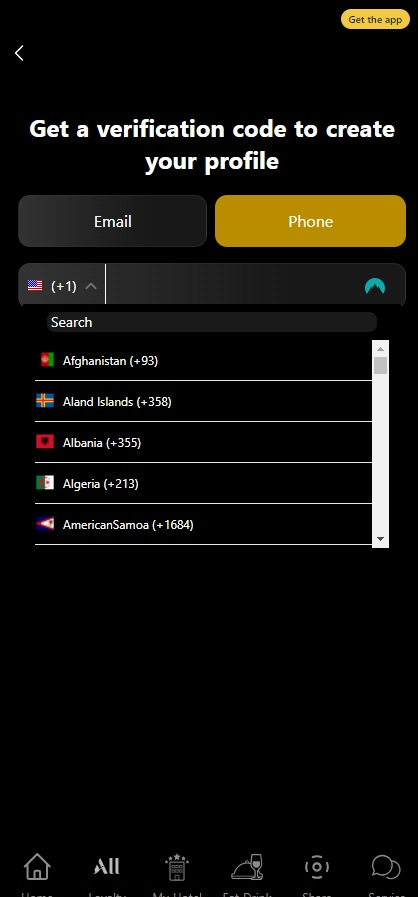 Get the app
Get a verification code to create
your profile
Email
Phone
(+1)
Search
Afghanistan (+93)
Aland Islands (+358)
Albania (+355)
Algeria (+213)
AmericanSamoa (+1684)
All
Home
Loyalty
My Hotel
Eat Drink
Share
Service